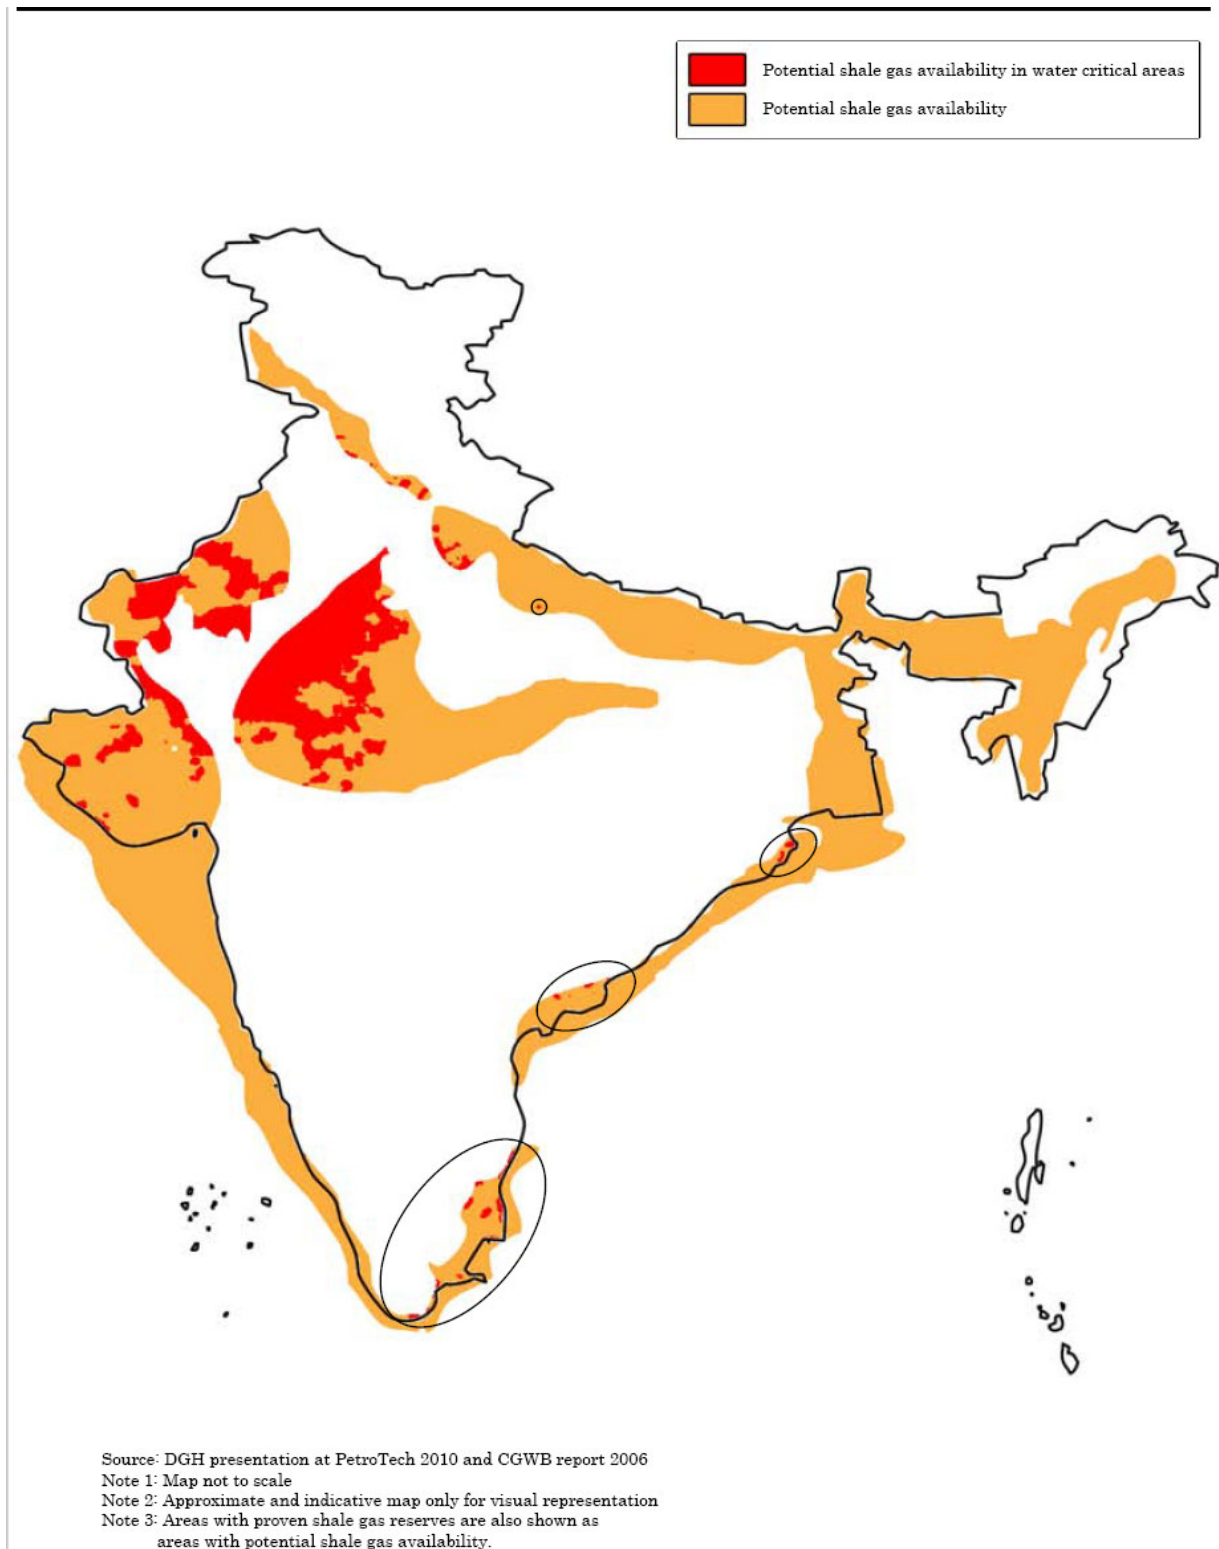 Potential shale gas availability in water critical areas
Potential shale gas availability
Source: DGH presentation at PetroTech 2010 and CGWB report 2006
Note 1: Map not to scale
Note 2: Approximate and indicative map only for visual representation
Note 3: Areas with proven shale gas reserves are also shown as
areas with potential shale gas availability.